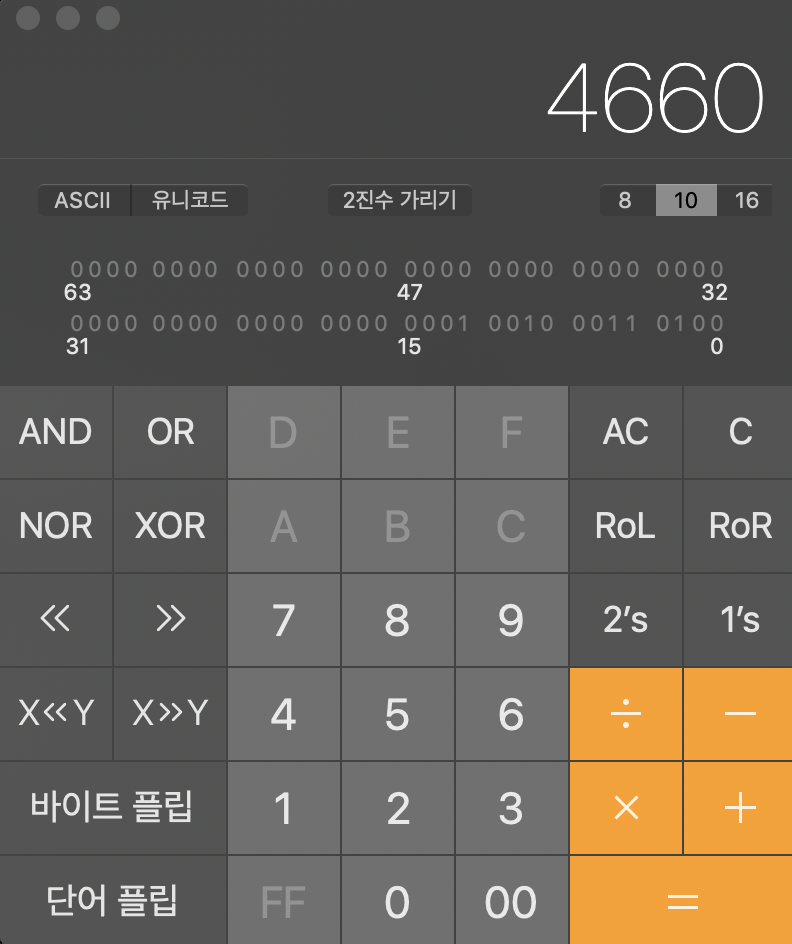 4660
ASCII 유니코드 2진수 가리기 8 10 16
0000 0000 0000 0000 0000 0000 0000 0000
63 47 32
0000 0000 0000 0000 0001 0010 0011 0100
31 15 0
AND OR D E F AC C
NOR XOR A B C RoL RoR
« » 7 8 9 2’s 1’s
X«Y X»Y 4 5 6 ÷ −
바이트 플립 1 2 3 × +
단어 플립 FF 0 00 =